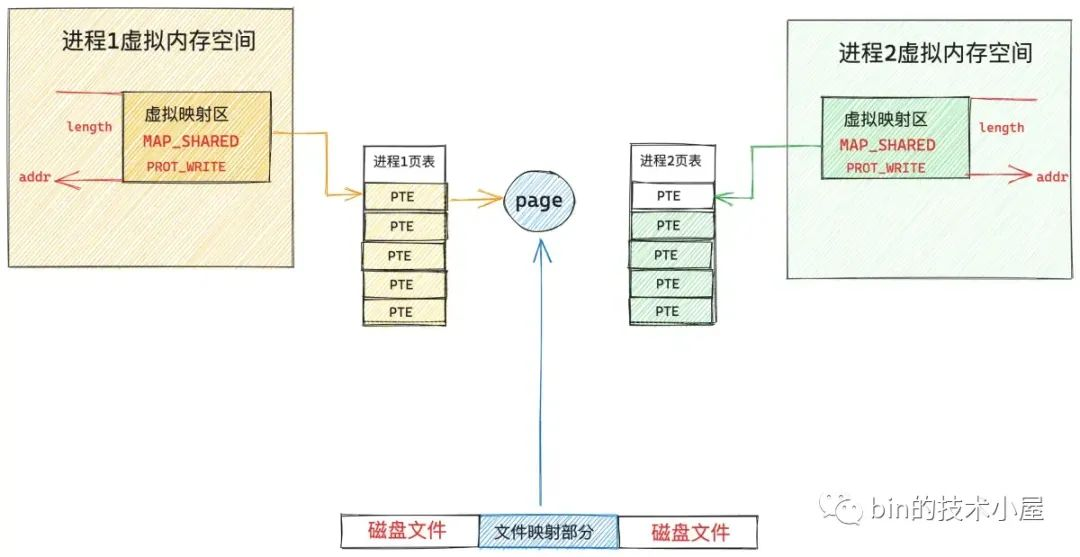 进程1虚拟内存空间
虚拟映射区
length
MAP_SHARED
PROT_WRITE
addr
进程1页表
PTE
PTE
PTE
PTE
PTE
page
进程2虚拟内存空间
虚拟映射区
length
MAP_SHARED
PROT_WRITE
addr
进程2页表
PTE
PTE
PTE
PTE
PTE
磁盘文件
文件映射部分
磁盘文件
bin的技术小屋